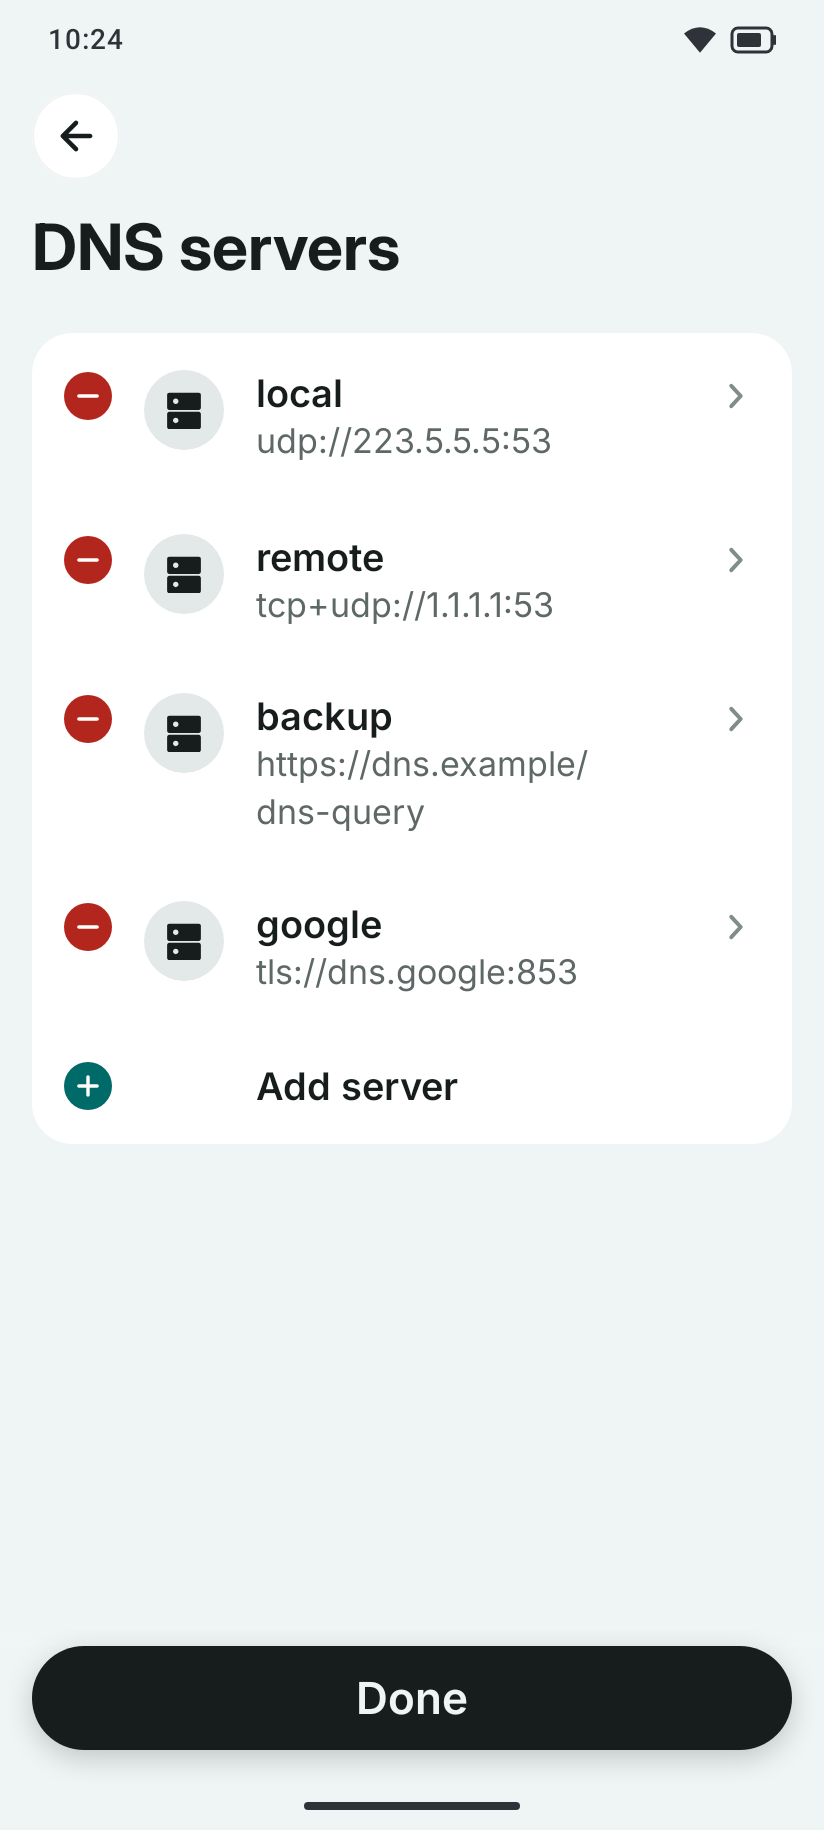 10:24
DNS servers
local
udp://223.5.5.5:53
remote
tcp+udp://1.1.1.1:53
backup
https://dns.example/
dns-query
google
tls://dns.google:853
Add server
Done